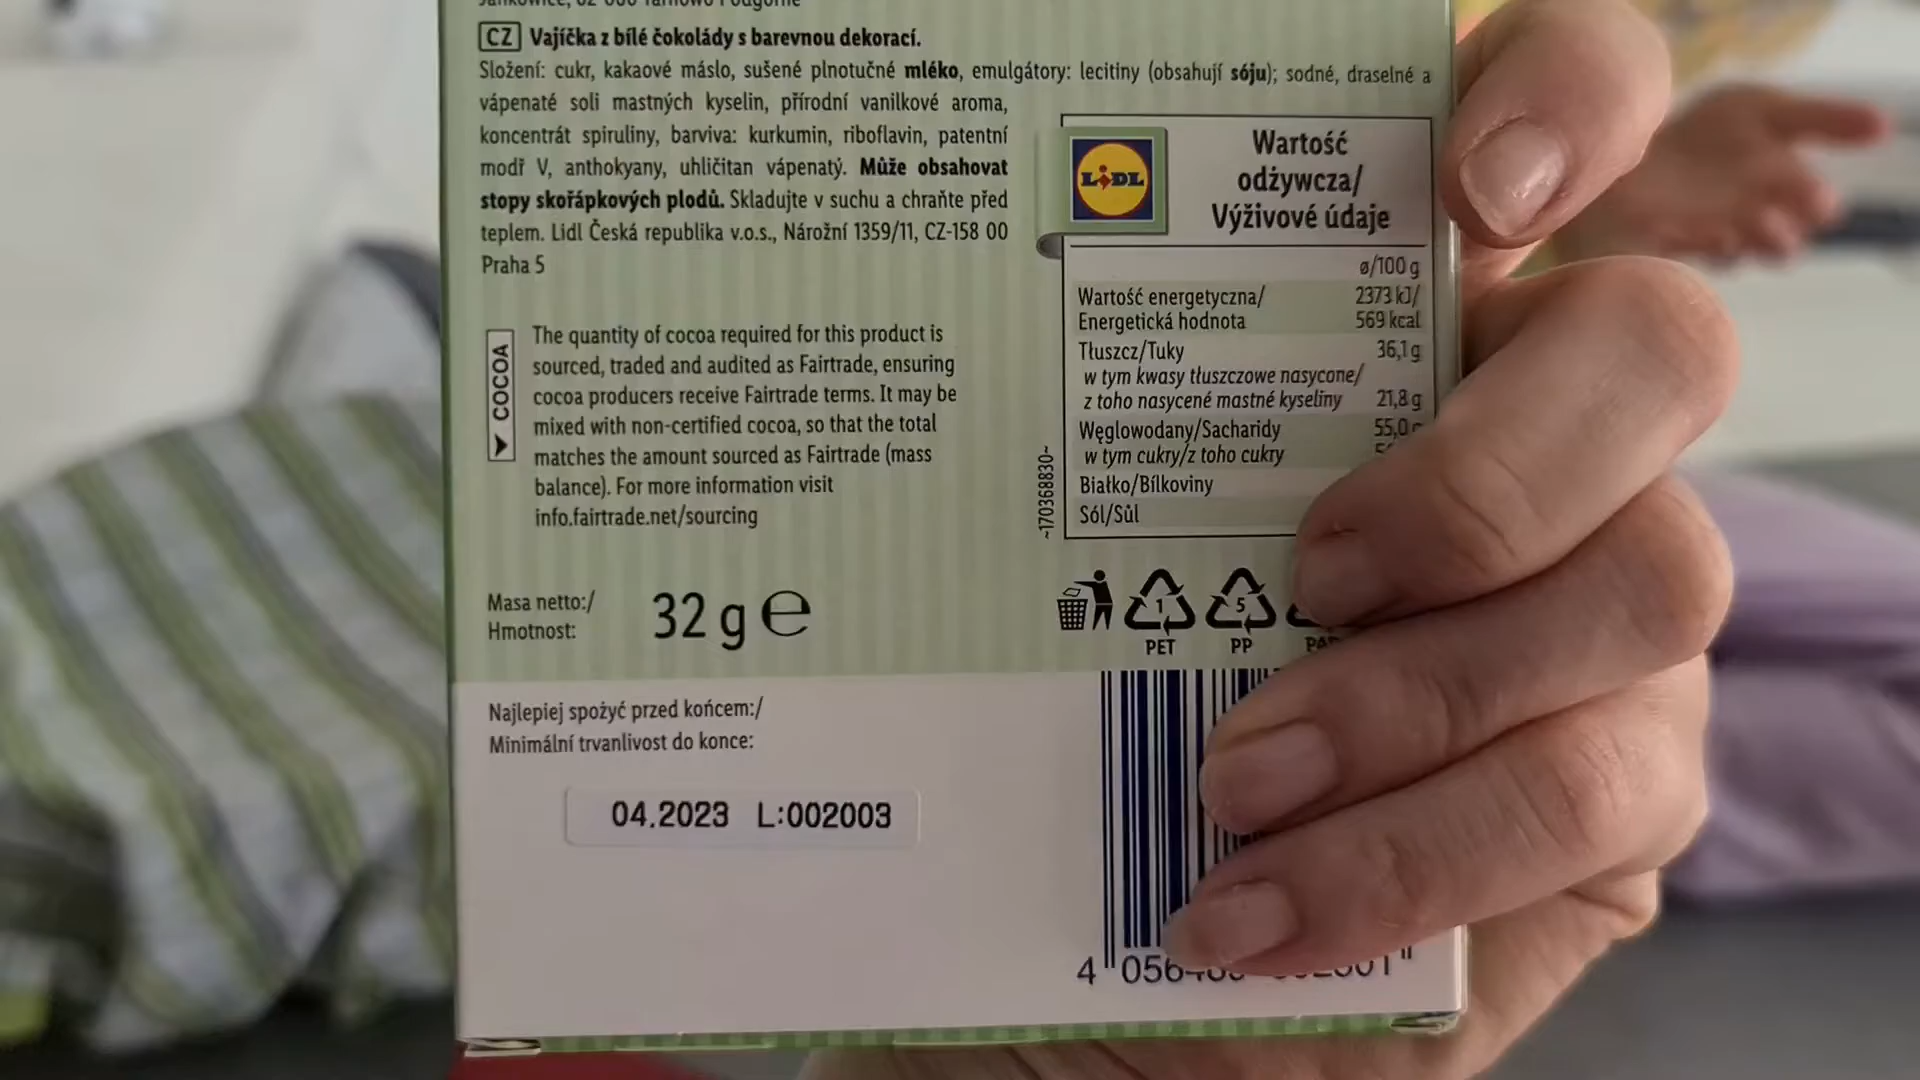 CZ Vajíčka z bílé čokolády s barevnou dekorací.
Složení: cukr, kakaové máslo, sušené plnotučné mléko, emulgátory: lecitiny (obsahují sóju); sodné, draselné a
vápenaté soli mastných kyselin, přírodní vanilkové aroma,
koncentrát spiruliny, barviva: kurkumin, riboflavin, patentní
modř V, anthokyany, uhličitan vápenatý. Může obsahovat
stopy skořápkových plodů. Skladujte v suchu a chraňte před
teplem. Lidl Česká republika v.o.s., Nárožní 1359/11, CZ-158 00
Praha 5
COCOA
The quantity of cocoa required for this product is
sourced, traded and audited as Fairtrade, ensuring
cocoa producers receive Fairtrade terms. It may be
mixed with non-certified cocoa, so that the total
matches the amount sourced as Fairtrade (mass
balance). For more information visit
info.fairtrade.net/sourcing
LIDL
Wartość
odżywcza/
Výživové údaje
ø/100 g
Wartość energetyczna/ 2373 kJ/
Energetická hodnota 569 kcal
Tłuszcz/Tuky 36,1 g
w tym kwasy tłuszczowe nasycone/
z toho nasycené mastné kyseliny 21,8 g
Węglowodany/Sacharidy 55,0
w tym cukry/z toho cukry
Białko/Bílkoviny
Sól/Sůl
~170368830~
Masa netto:/
Hmotnost:
32 g e
1 5
PET PP
Najlepiej spożyć przed końcem:/
Minimální trvanlivost do konce:
04.2023 L:002003
4 056